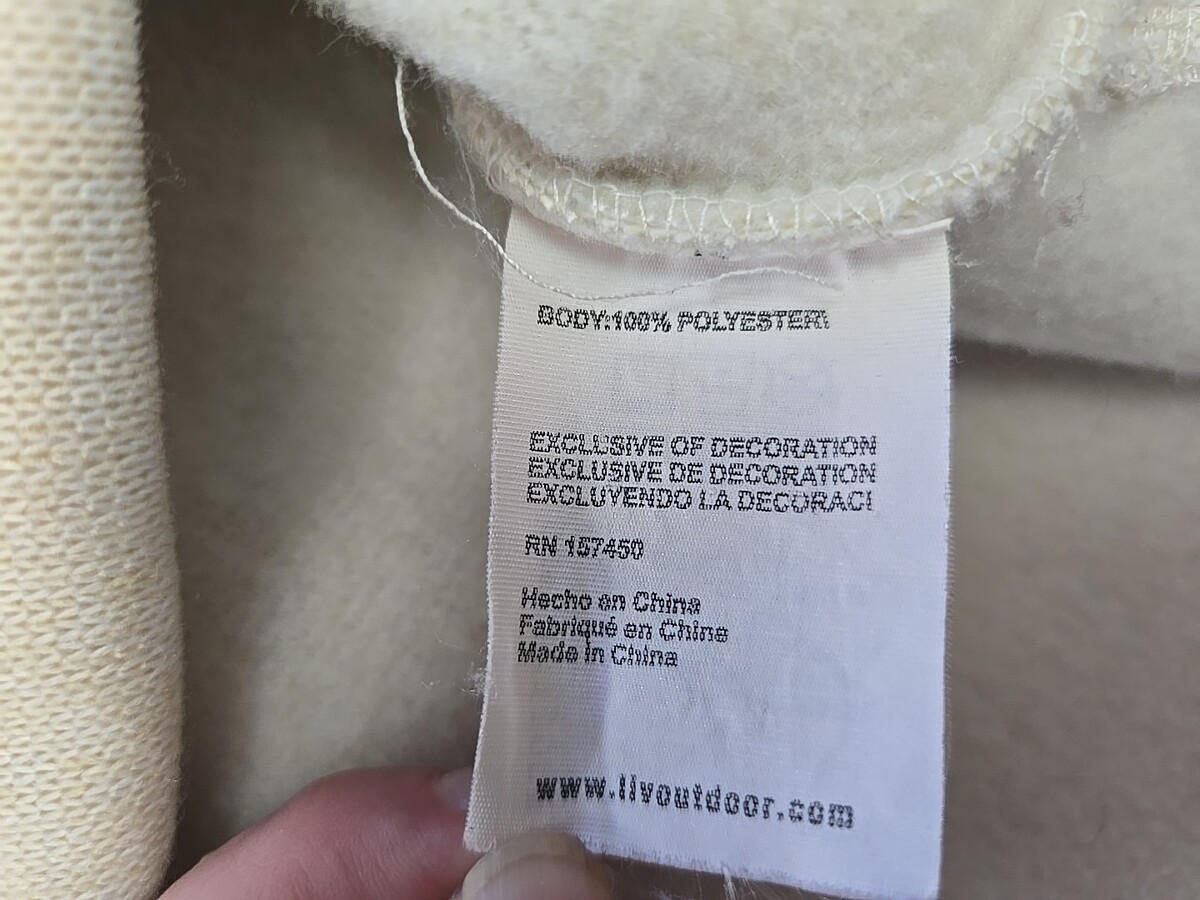 BODY:100% POLYESTER\
EXCLUSIVE OF DECORATION
EXCLUSIVE DE DECORATION
EXCLUYENDO LA DECORACI
RN 157450
Hecho en China
Fabriqué en Chine
Made in China
www.livoutdoor.com